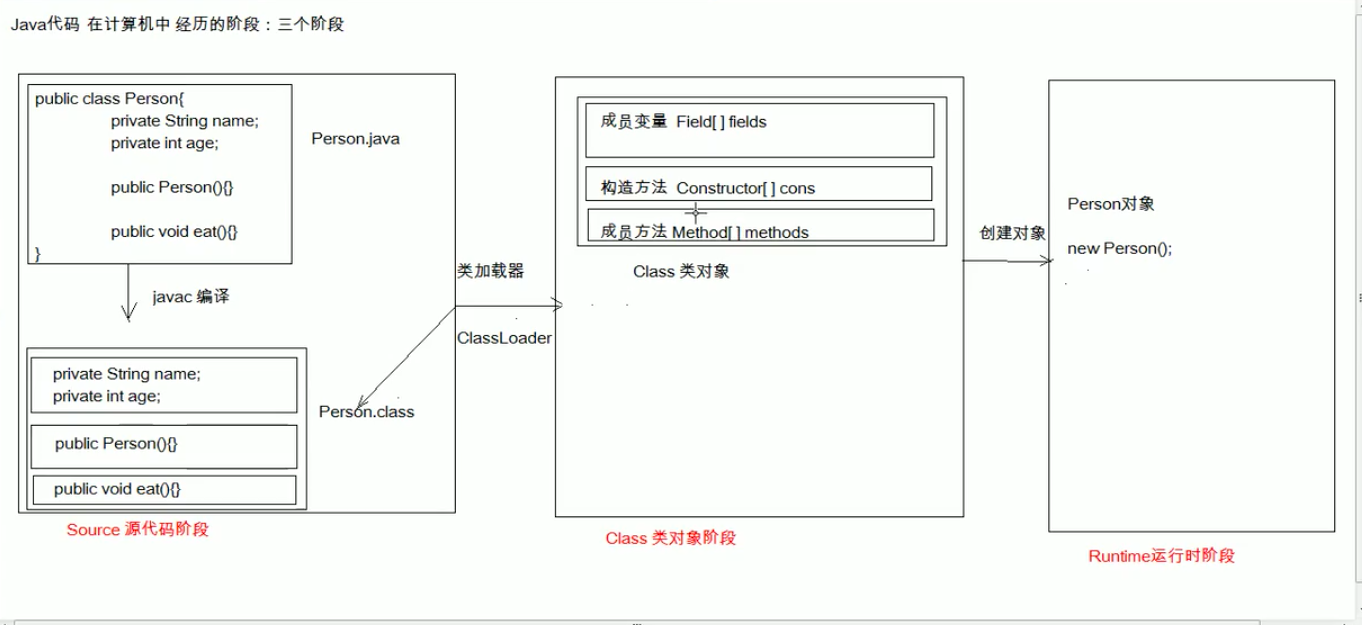 Java代码 在计算机中 经历的阶段：三个阶段
public class Person{
private String name;
private int age;
public Person(){}
public void eat(){}
}
Person.java
javac 编译
private String name;
private int age;
public Person(){}
public void eat(){}
Person.class
Source 源代码阶段
类加载器
ClassLoader
成员变量 Field[ ] fields
构造方法 Constructor[ ] cons
成员方法 Method[ ] methods
Class 类对象
Class 类对象阶段
创建对象
Person对象
new Person();
Runtime运行时阶段